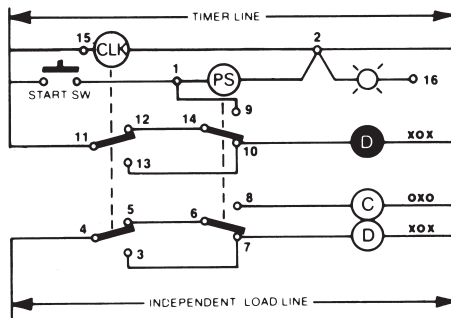 TIMER LINE
15 CLK 2
1 PS 16
START SW
9
12 14
11 10 D XOX
13
8 C OXO
5 6
4 7 D XOX
3
INDEPENDENT LOAD LINE